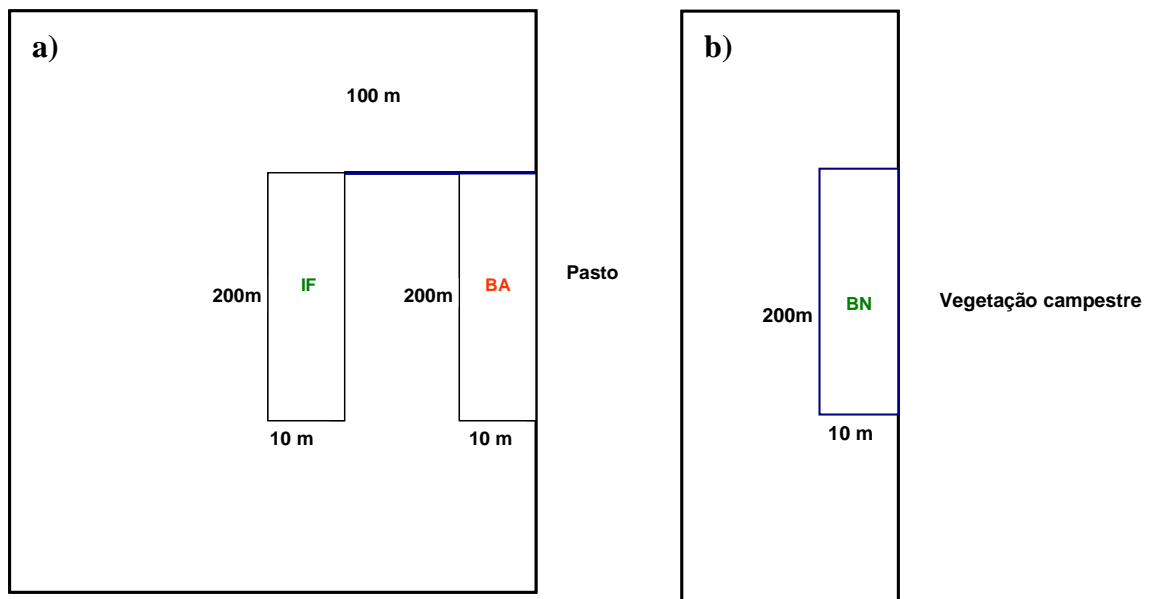 a)
100 m
IF
200m
200m
BA
Pasto
10 m
10 m
b)
BN
200m
Vegetação campestre
10 m